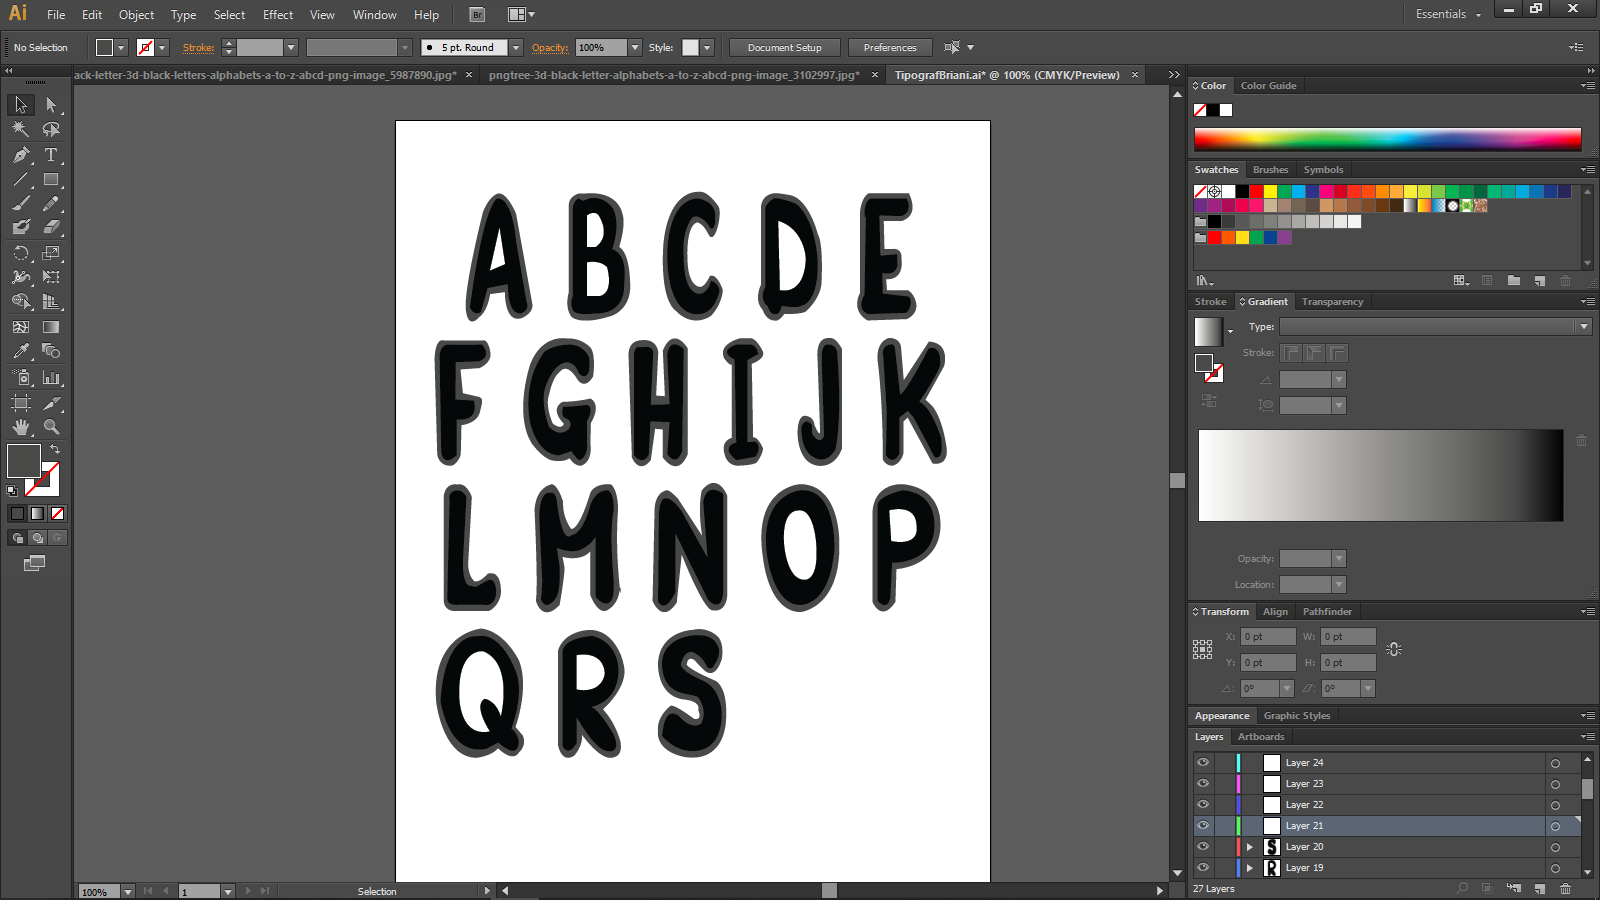 Ai File Edit Object Type Select Effect View Window Help Br Essentials
No Selection Stroke: 5 pt. Round Opacity: 100% Style: Document Setup Preferences
ack-letter-3d-black-letters-alphabets-a-to-z-abcd-png-image_5987890.jpg* × pngtree-3d-black-letter-alphabets-a-to-z-abcd-png-image_3102997.jpg* × TipografBriani.ai* @ 100% (CMYK/Preview) ×
Color Color Guide
Swatches Brushes Symbols
A B C D E
F G H I J K
L M N O P
Q R S
Stroke Gradient Transparency
Type:
Stroke:
Opacity:
Location:
Transform Align Pathfinder
X: 0 pt W: 0 pt
Y: 0 pt H: 0 pt
0° 0°
Appearance Graphic Styles
Layers Artboards
Layer 24
Layer 23
Layer 22
Layer 21
S Layer 20
R Layer 19
27 Layers
100% 1 Selection